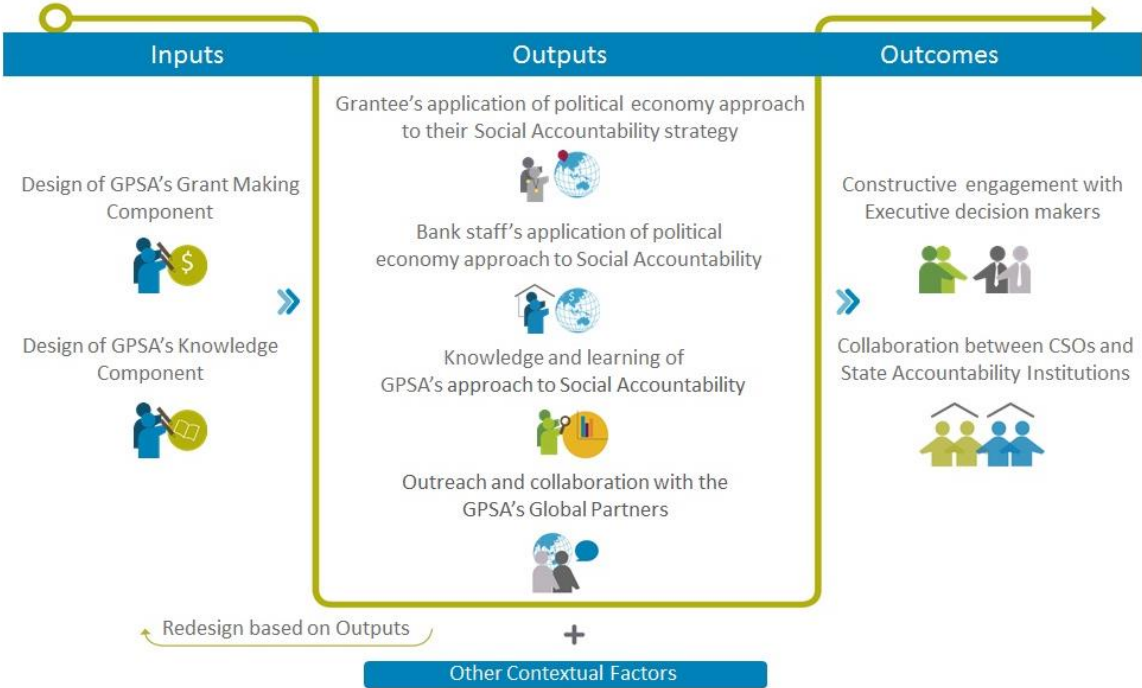 Inputs
Outputs
Outcomes
Design of GPSA's Grant Making
Component
$
Design of GPSA's Knowledge
Component
Grantee's application of political economy approach
to their Social Accountability strategy
Bank staff's application of political
economy approach to Social Accountability
$
Knowledge and learning of
GPSA's approach to Social Accountability
Outreach and collaboration with the
GPSA's Global Partners
Constructive engagement with
Executive decision makers
Collaboration between CSOs and
State Accountability Institutions
Redesign based on Outputs
+
Other Contextual Factors